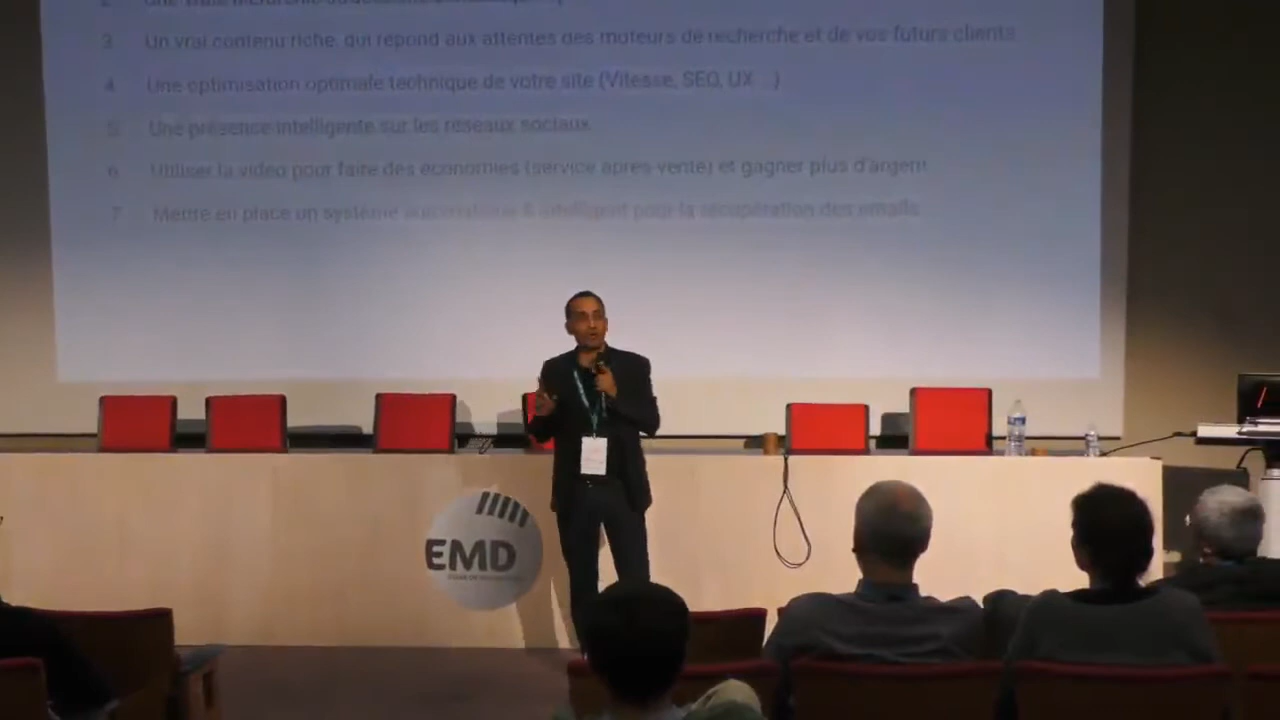 3. Un vrai contenu riche, qui répond aux attentes des moteurs de recherche et de vos futurs clients
4. Une optimisation optimale technique de votre site (Vitesse, SEO, UX ...)
5. Une présence intelligente sur les réseaux sociaux
6. Utiliser la video pour faire des économies (service après-vente) et gagner plus d'argent
7. Mettre en place un système intelligent pour la récupération des emails
EMD